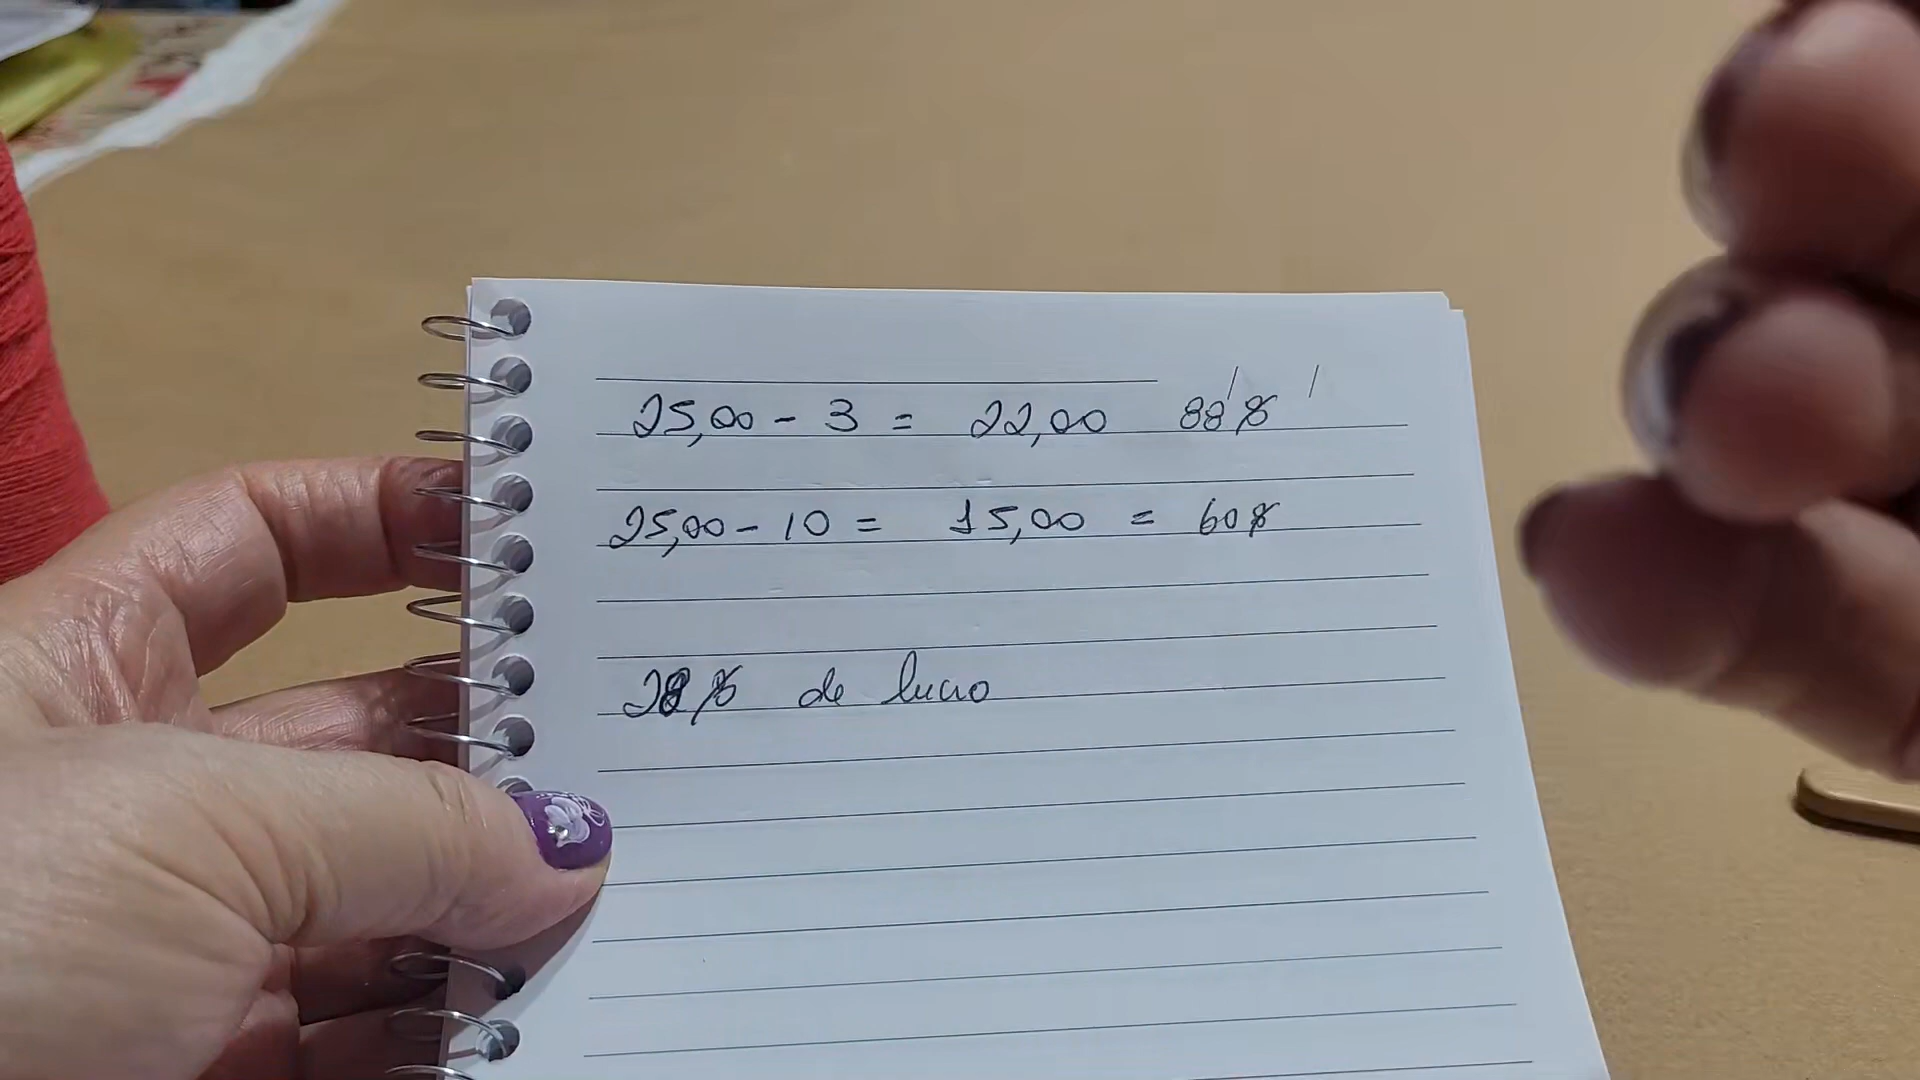 25,00 - 3 = 22,00 88%
25,00 - 10 = 15,00 = 60%
28% de lucro